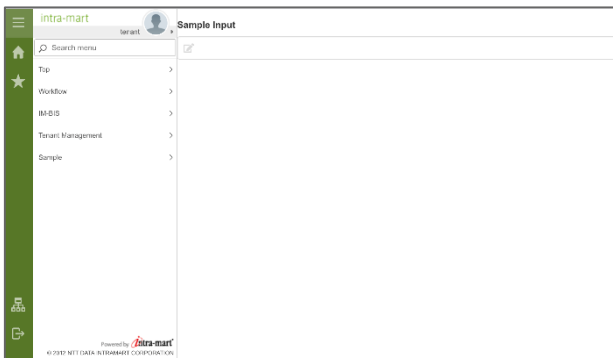 intra-mart
tenant
Sample Input
Search menu
Top
Workflow
IM-BIS
Tenant Management
Sample
Powered by intra-mart
© 2012 NTT DATA INTRAMART CORPORATION